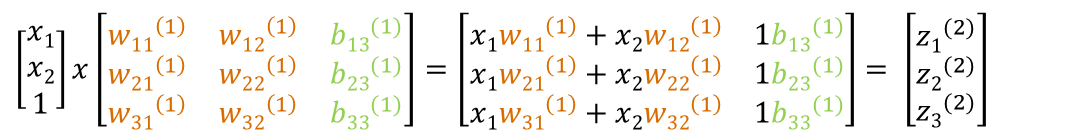 [x₁ x₂ 1] x [w₁₁⁽¹⁾ w₁₂⁽¹⁾ b₁₃⁽¹⁾ = [x₁w₁₁⁽¹⁾ + x₂w₁₂⁽¹⁾ 1b₁₃⁽¹⁾ = [z₁⁽²⁾
w₂₁⁽¹⁾ w₂₂⁽¹⁾ b₂₃⁽¹⁾ x₁w₂₁⁽¹⁾ + x₂w₂₂⁽¹⁾ 1b₂₃⁽¹⁾ z₂⁽²⁾
w₃₁⁽¹⁾ w₃₂⁽¹⁾ b₃₃⁽¹⁾] x₁w₃₁⁽¹⁾ + x₂w₃₂⁽¹⁾ 1b₃₃⁽¹⁾] z₃⁽²⁾]